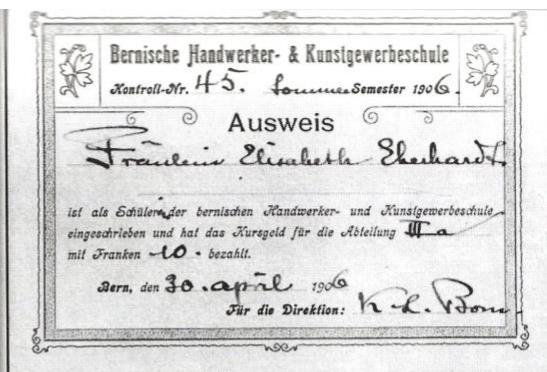 Bernische Handwerker- & Kunstgewerbeschule
Kontroll-Nr. 45. Sommer Semester 1906.
Ausweis
Fräulein Elisabeth Eberhardt.
ist als Schülerin der bernischen Handwerker- und Kunstgewerbeschule
eingeschrieben und hat das Kursgeld für die Abteilung III a
mit Franken 10. bezahlt.
Bern, den 30. april 1906
Für die Direktion: